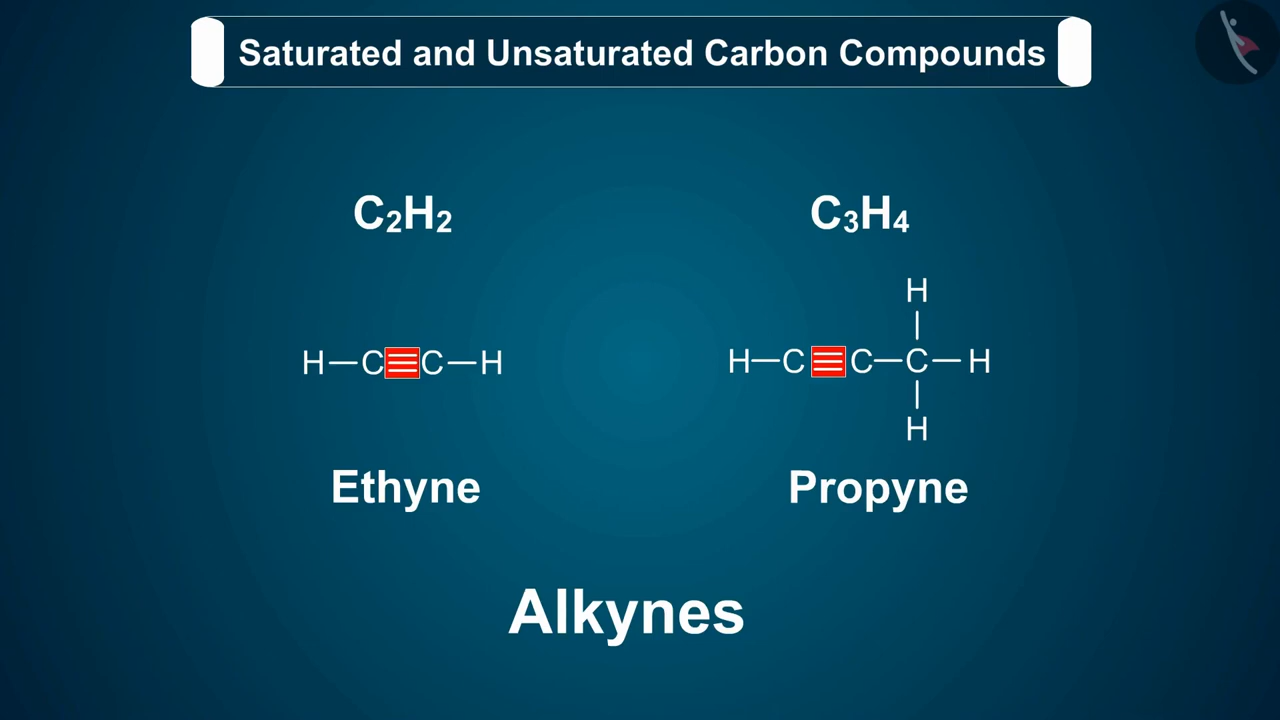 Saturated and Unsaturated Carbon Compounds
C₂H₂
C₃H₄
H
H—C≡C—H
H—C≡C—C—H
H
Ethyne
Propyne
Alkynes